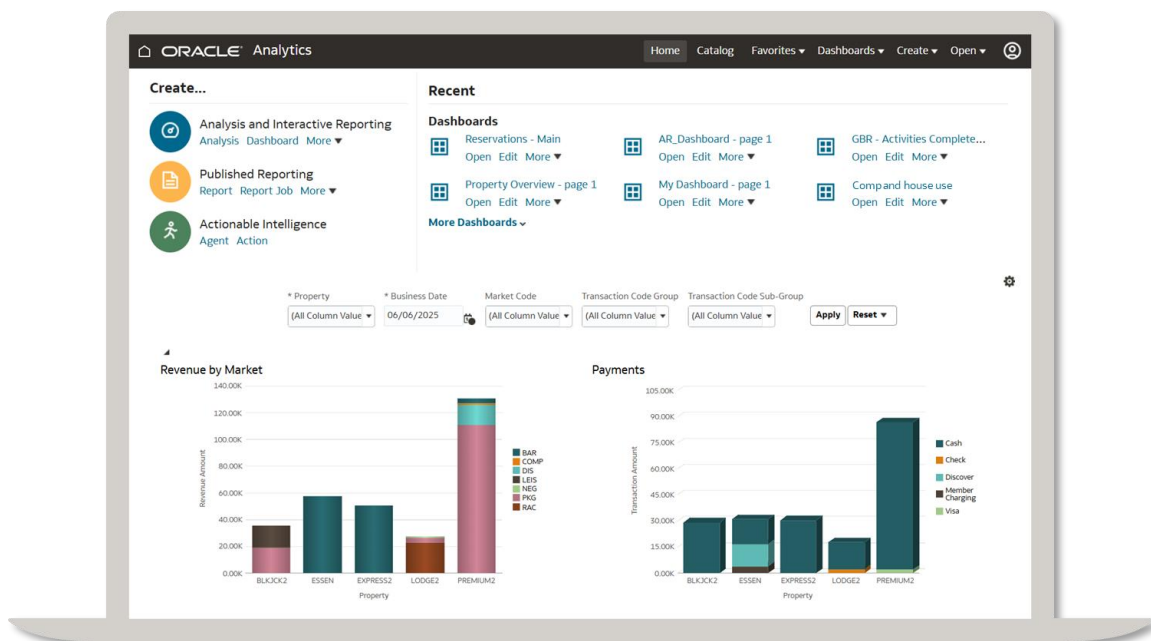 ORACLE Analytics
Home Catalog Favorites Dashboards Create Open
Create...
Analysis and Interactive Reporting
Analysis Dashboard More
Published Reporting
Report Report Job More
Actionable Intelligence
Agent Action
Recent
Dashboards
Reservations - Main
Open Edit More
AR_Dashboard - page 1
Open Edit More
GBR - Activities Complete...
Open Edit More
Property Overview - page 1
Open Edit More
My Dashboard - page 1
Open Edit More
Comp and house use
Open Edit More
More Dashboards
* Property
(All Column Value
* Business Date
06/06/2025
Market Code
(All Column Value
Transaction Code Group
(All Column Value
Transaction Code Sub-Group
(All Column Value
Apply Reset
Revenue by Market
Revenue Amount
140.00K
120.00K
100.00K
80.00K
60.00K
40.00K
20.00K
0.00K
BLKJCK2 ESSEN EXPRESS2 LODGE2 PREMIUM2
Property
BAR
COMP
DIS
LEIS
NEG
PKG
RAC
Payments
Transaction Amount
105.00K
90.00K
75.00K
60.00K
45.00K
30.00K
15.00K
0.00K
BLKJCK2 ESSEN EXPRESS2 LODGE2 PREMIUM2
Property
Cash
Check
Discover
Member
Charging
Visa